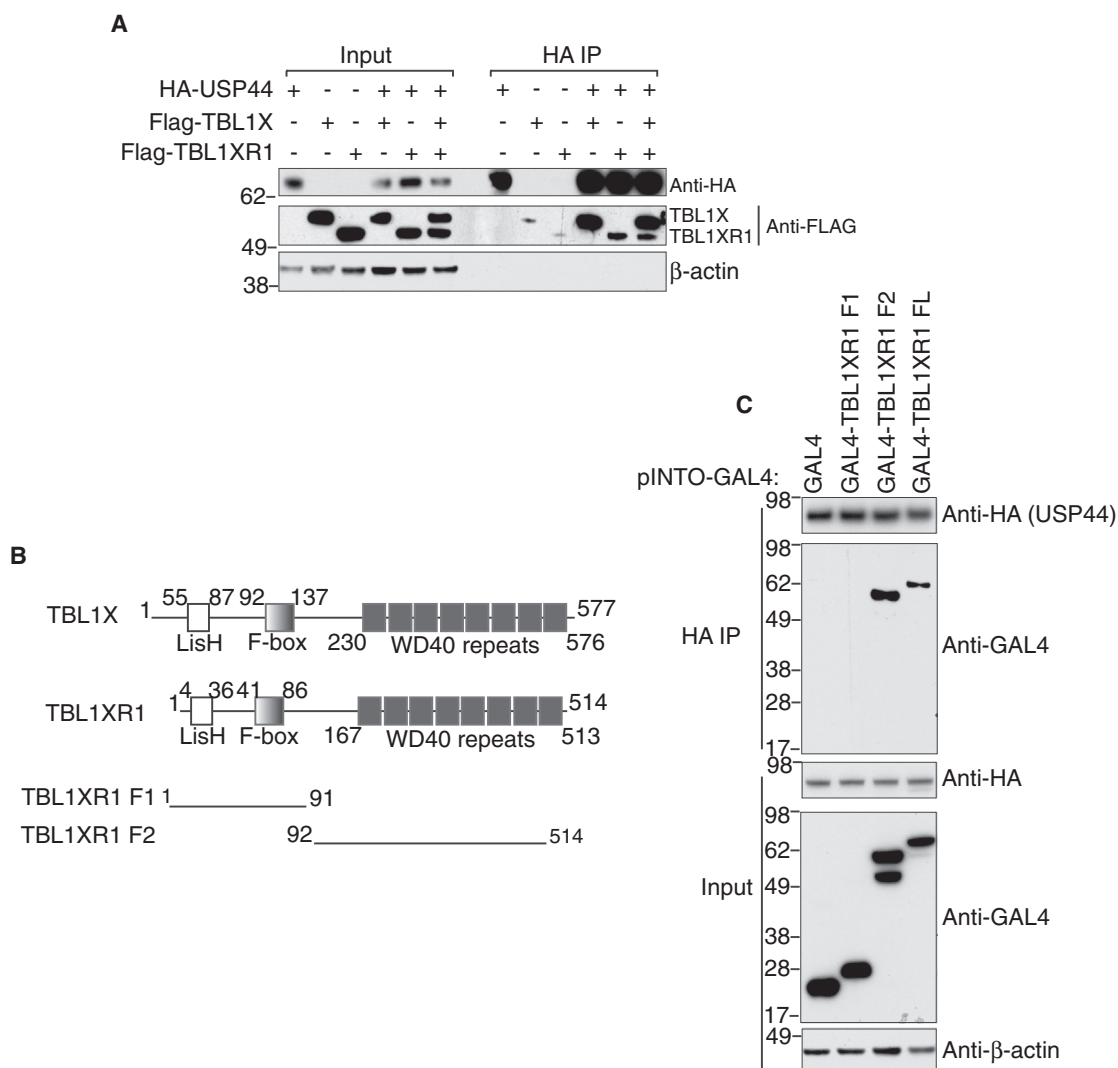 A
Input HA IP
HA-USP44 + - - + + + + - - + + +
Flag-TBL1X - + - + - + - + - + - +
Flag-TBL1XR1 - - + - + + - - + - + +
62 Anti-HA
TBL1X
TBL1XR1 Anti-FLAG
49
β-actin
38
B
TBL1X 1 55 87 92 137 577
LisH F-box 230 WD40 repeats 576
TBL1XR1 1 4 36 41 86 514
LisH F-box 167 WD40 repeats 513
TBL1XR1 F1 1 91
TBL1XR1 F2 92 514
C
pINTO-GAL4: GAL4 GAL4-TBL1XR1 F1 GAL4-TBL1XR1 F2 GAL4-TBL1XR1 FL
98
Anti-HA (USP44)
98
62
49
HA IP Anti-GAL4
38
28
17
98
Anti-HA
98
62
Input 49
Anti-GAL4
38
28
17
49
Anti-β-actin